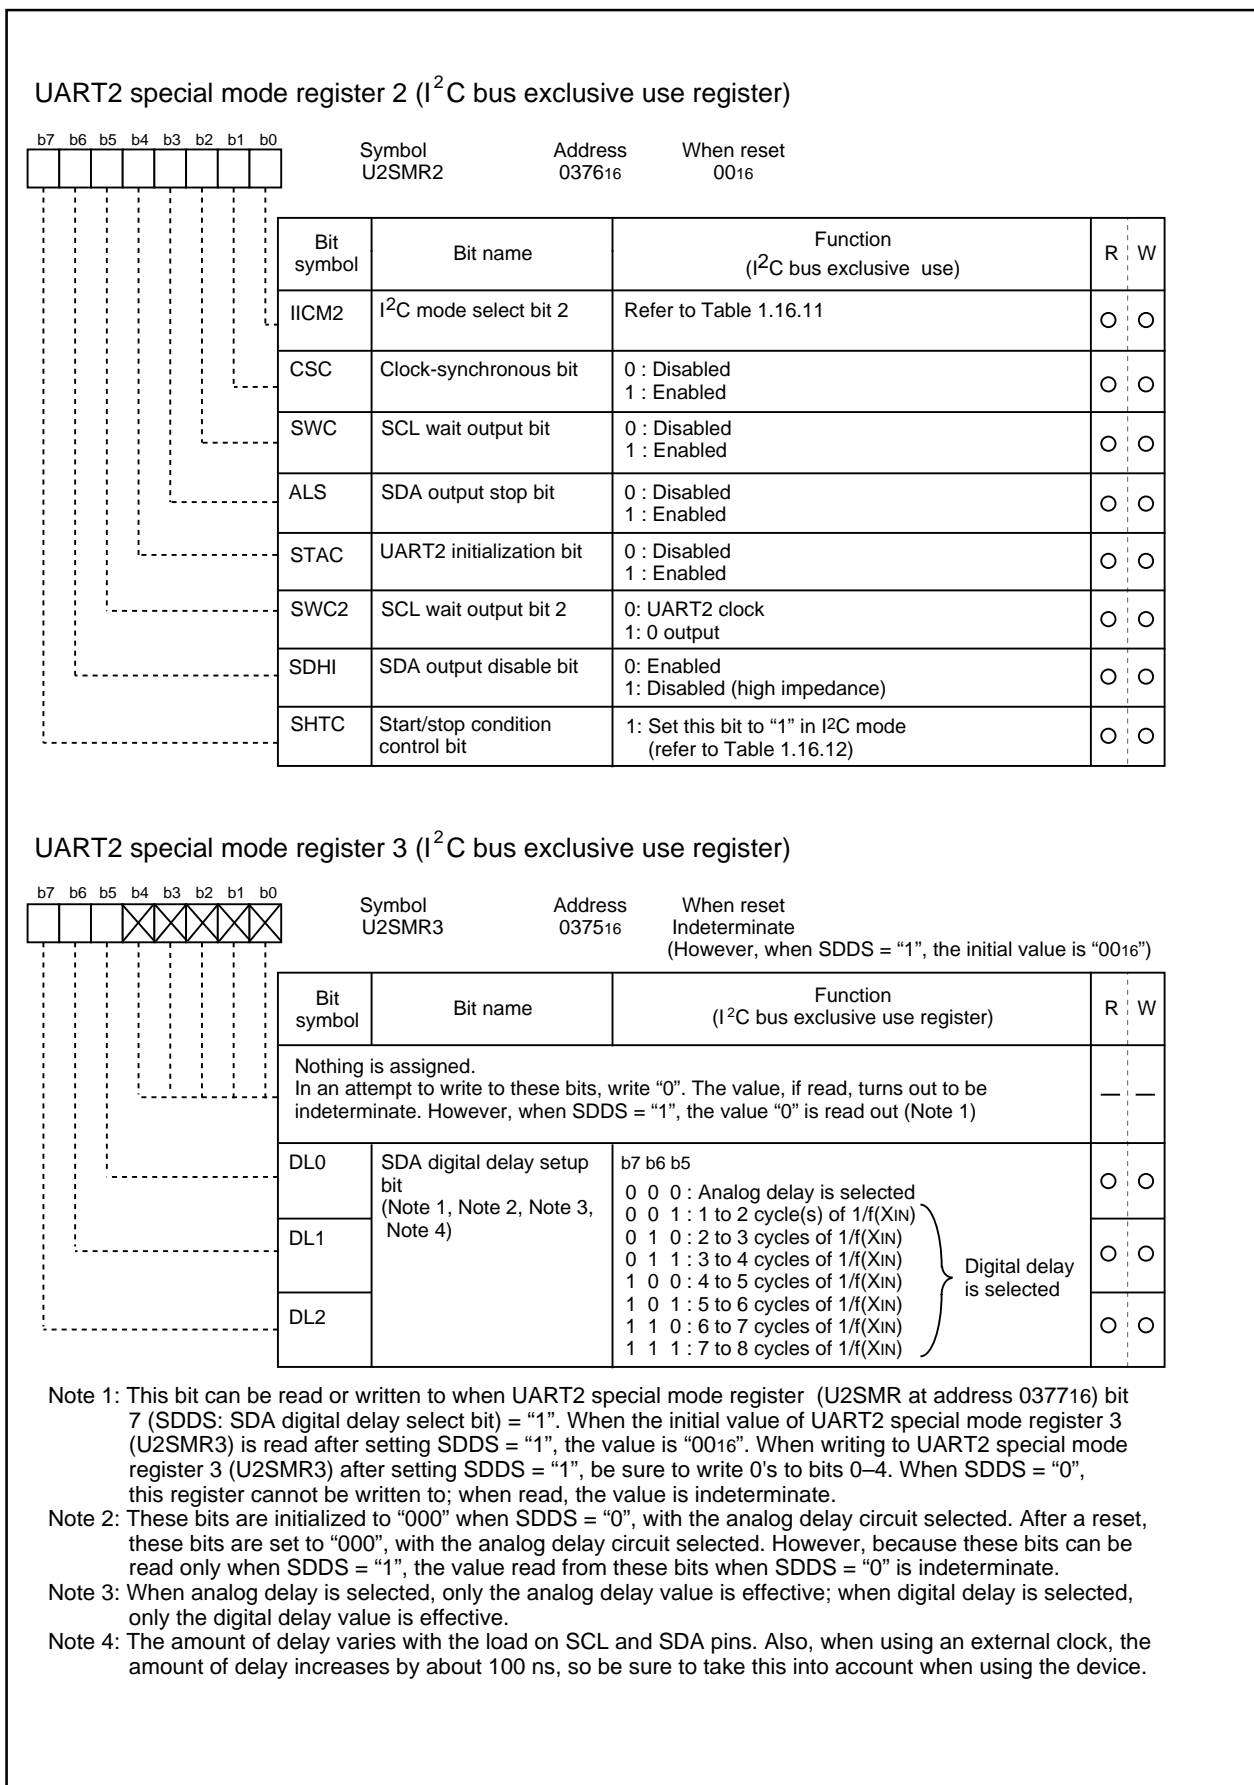 UART2 special mode register 2 (I2C bus exclusive use register)
b7 b6 b5 b4 b3 b2 b1 b0
Symbol Address When reset
U2SMR2 037616 0016
Bit symbol Bit name Function (I2C bus exclusive use) R W
IICM2 I2C mode select bit 2 Refer to Table 1.16.11
CSC Clock-synchronous bit 0 : Disabled
1 : Enabled
SWC SCL wait output bit 0 : Disabled
1 : Enabled
ALS SDA output stop bit 0 : Disabled
1 : Enabled
STAC UART2 initialization bit 0 : Disabled
1 : Enabled
SWC2 SCL wait output bit 2 0: UART2 clock
1: 0 output
SDHI SDA output disable bit 0: Enabled
1: Disabled (high impedance)
SHTC Start/stop condition 1: Set this bit to “1” in I2C mode
control bit (refer to Table 1.16.12)
UART2 special mode register 3 (I2C bus exclusive use register)
b7 b6 b5 b4 b3 b2 b1 b0
Symbol Address When reset
U2SMR3 037516 Indeterminate
(However, when SDDS = “1”, the initial value is “0016”)
Bit symbol Bit name Function (I2C bus exclusive use register) R W
Nothing is assigned.
In an attempt to write to these bits, write “0”. The value, if read, turns out to be
indeterminate. However, when SDDS = “1”, the value “0” is read out (Note 1) — —
DL0 SDA digital delay setup
bit
(Note 1, Note 2, Note 3,
Note 4)
DL1
DL2
b7 b6 b5
0 0 0 : Analog delay is selected
0 0 1 : 1 to 2 cycle(s) of 1/f(XIN)
0 1 0 : 2 to 3 cycles of 1/f(XIN)
0 1 1 : 3 to 4 cycles of 1/f(XIN)
1 0 0 : 4 to 5 cycles of 1/f(XIN)
1 0 1 : 5 to 6 cycles of 1/f(XIN)
1 1 0 : 6 to 7 cycles of 1/f(XIN)
1 1 1 : 7 to 8 cycles of 1/f(XIN)
Digital delay
is selected
Note 1: This bit can be read or written to when UART2 special mode register (U2SMR at address 037716) bit
7 (SDDS: SDA digital delay select bit) = “1”. When the initial value of UART2 special mode register 3
(U2SMR3) is read after setting SDDS = “1”, the value is “0016”. When writing to UART2 special mode
register 3 (U2SMR3) after setting SDDS = “1”, be sure to write 0's to bits 0–4. When SDDS = “0”,
this register cannot be written to; when read, the value is indeterminate.
Note 2: These bits are initialized to “000” when SDDS = “0”, with the analog delay circuit selected. After a reset,
these bits are set to “000”, with the analog delay circuit selected. However, because these bits can be
read only when SDDS = “1”, the value read from these bits when SDDS = “0” is indeterminate.
Note 3: When analog delay is selected, only the analog delay value is effective; when digital delay is selected,
only the digital delay value is effective.
Note 4: The amount of delay varies with the load on SCL and SDA pins. Also, when using an external clock, the
amount of delay increases by about 100 ns, so be sure to take this into account when using the device.